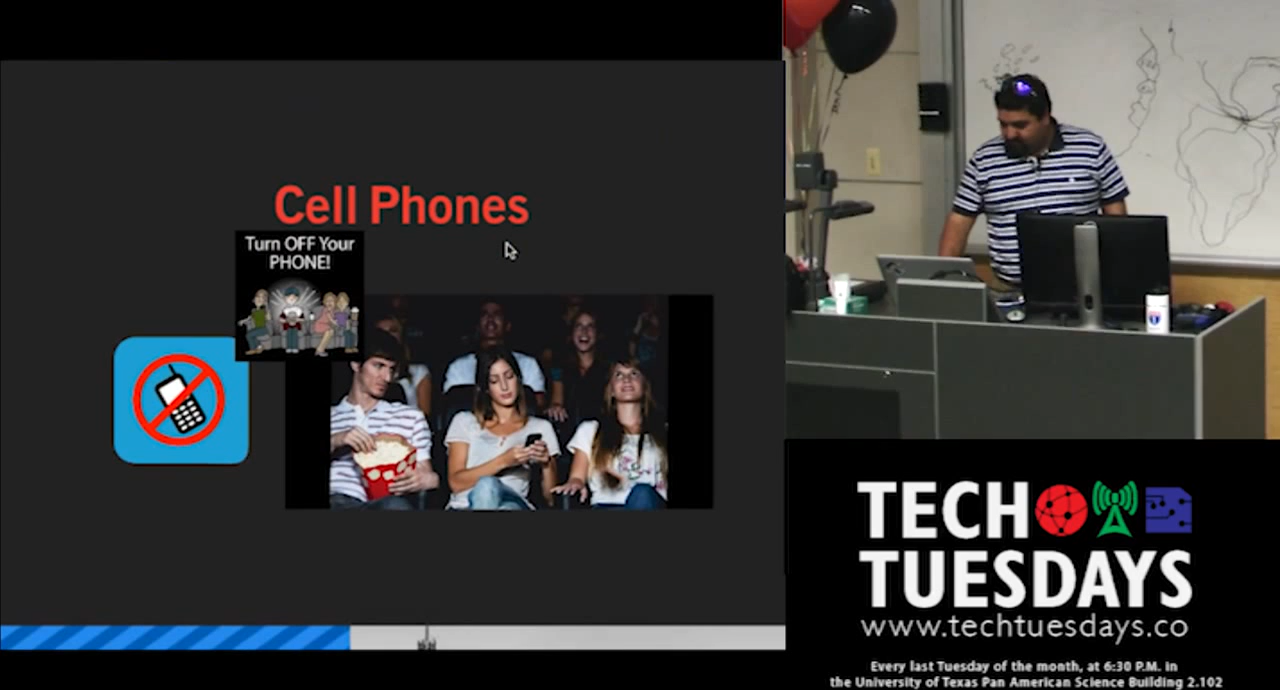 Cell Phones
Turn OFF Your
PHONE!
TECH
TUESDAYS
www.techtuesdays.co
Every last Tuesday of the month, at 6:30 P.M. in
the University of Texas Pan American Science Building 2.102